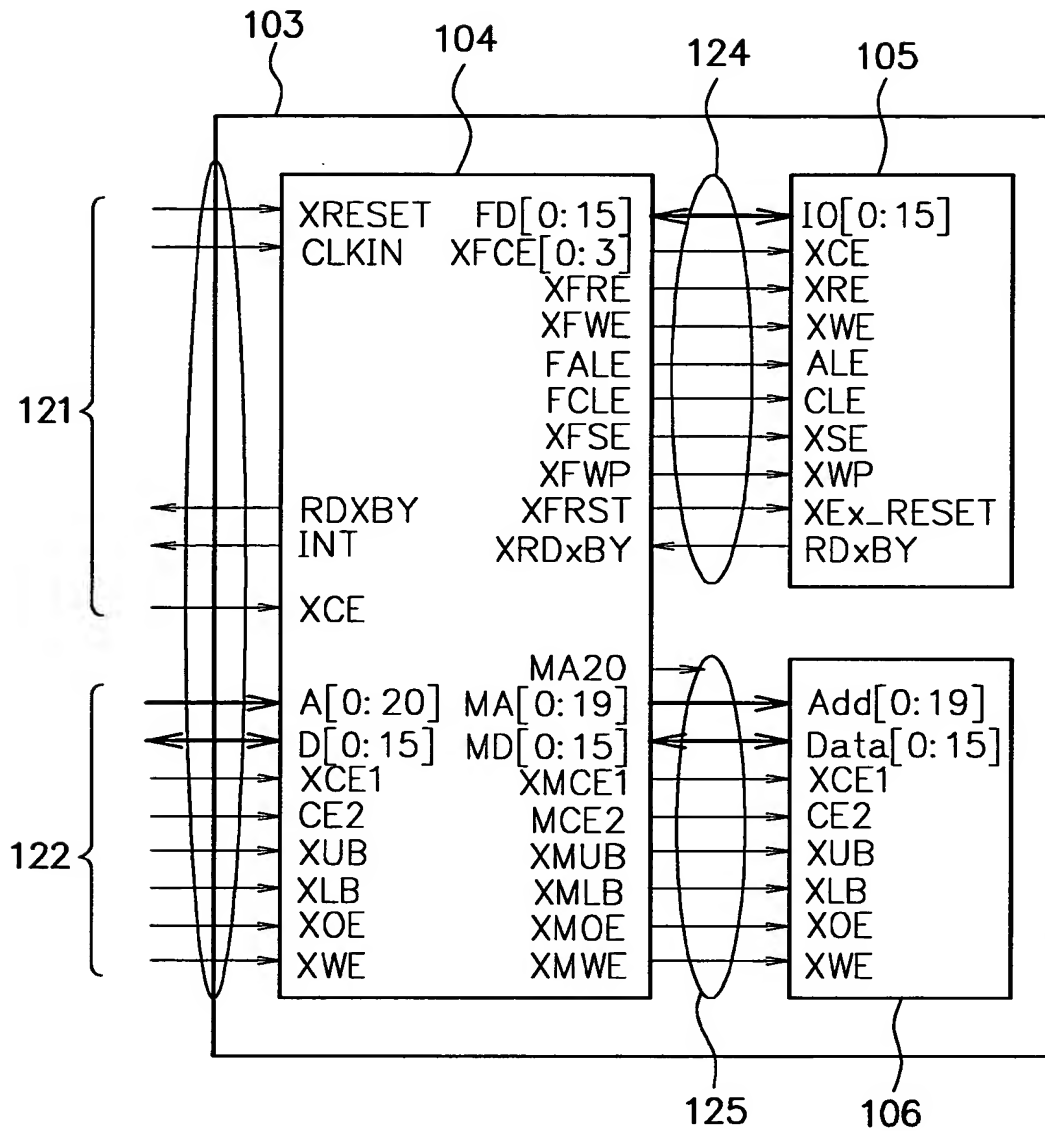 103
104
124
105
XRESET FD[0:15] IO[0:15]
CLKIN XFCE[0:3] XCE
XFRE XRE
XFWE XWE
FALE ALE
121 FCLE CLE
XFSE XSE
XFWP XWP
RDXBY XFRST XEx_RESET
INT XRDxBY RDxBY
XCE
MA20
A[0:20] MA[0:19] Add[0:19]
D[0:15] MD[0:15] Data[0:15]
XCE1 XMCE1 XCE1
CE2 MCE2 CE2
122 XUB XMUB XUB
XLB XMLB XLB
XOE XMOE XOE
XWE XMWE XWE
125
106